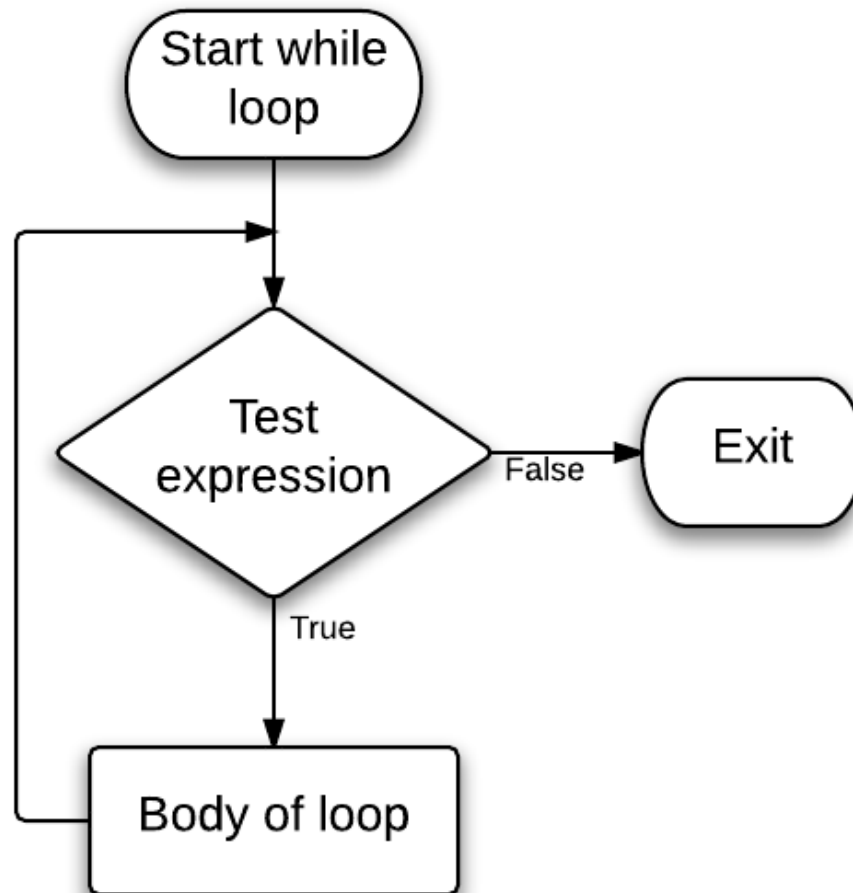 Start while
loop
Test
expression
False
Exit
True
Body of loop